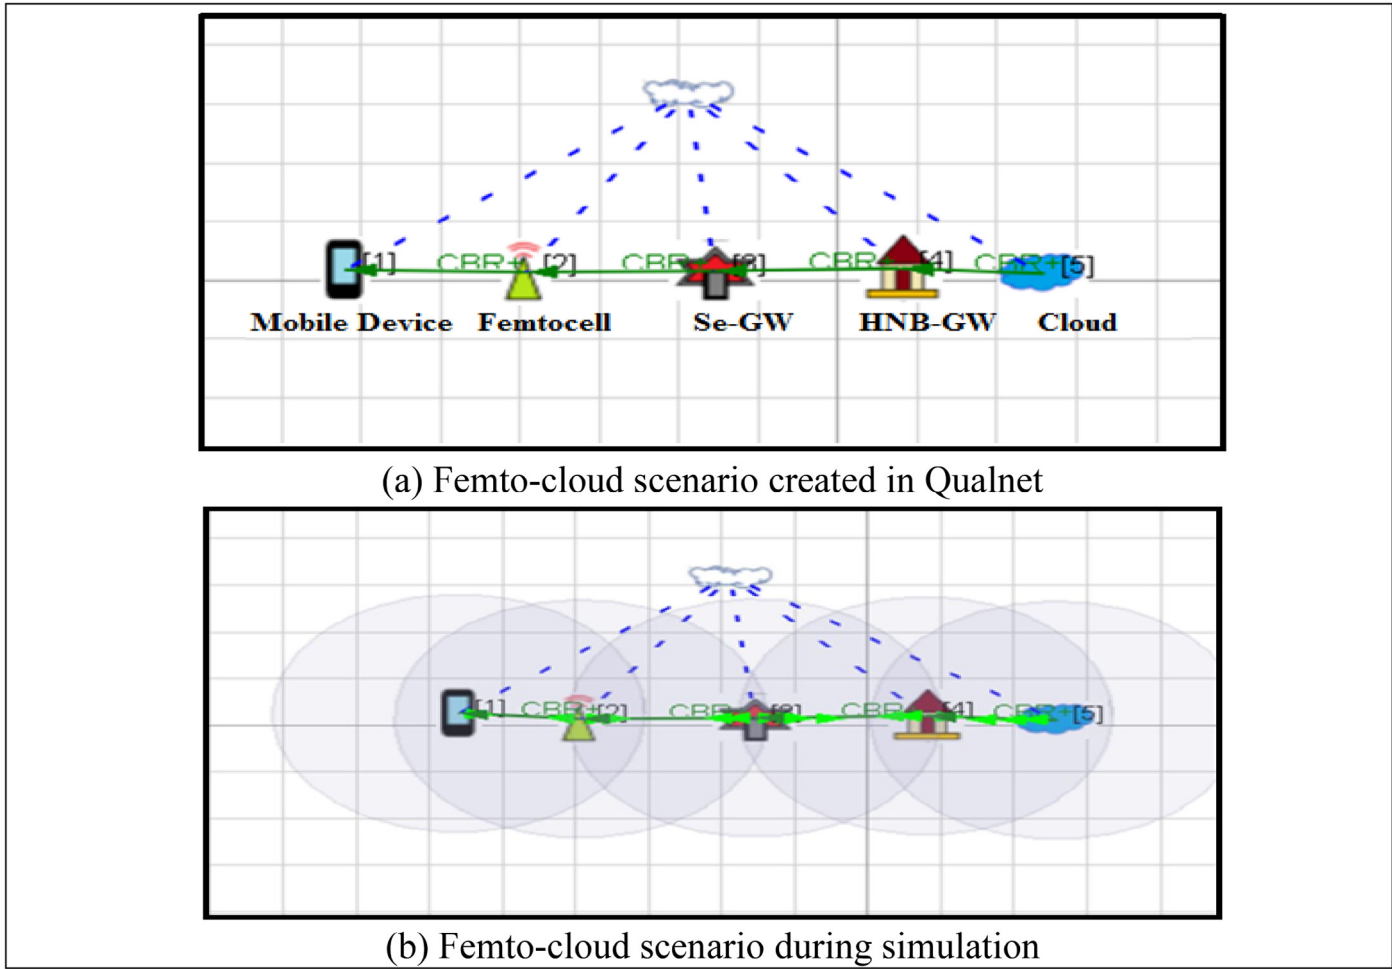 [1] CBR+ [2] CBR+ [3] CBR+ [4] CBR+ [5]
Mobile Device Femtocell Se-GW HNB-GW Cloud
(a) Femto-cloud scenario created in Qualnet
[1] CBR+ [2] CBR [3] CBR [4] CBR+ [5]
(b) Femto-cloud scenario during simulation